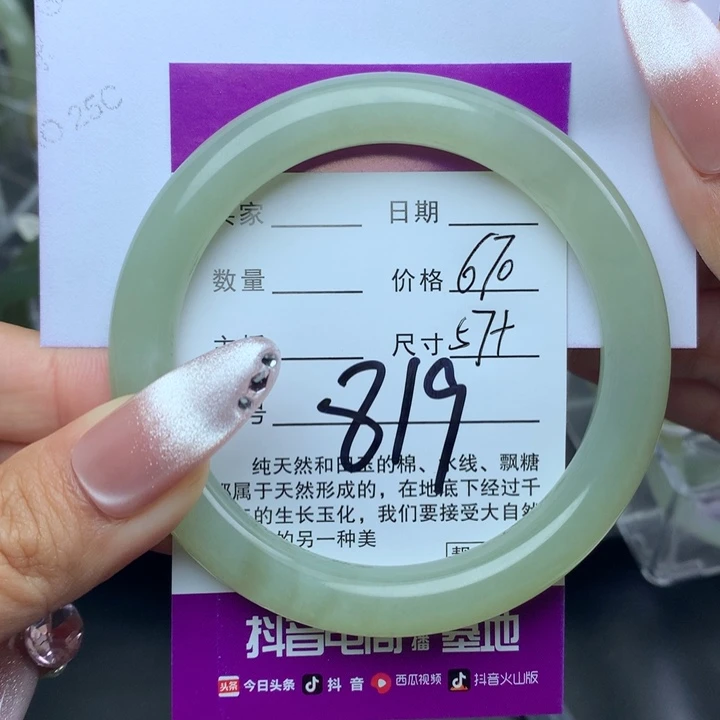 25C
家 日期
数量 价格 670
尺寸 57+
号 819
纯天然和田玉的棉、水线、飘糖
都属于天然形成的，在地底下经过千
的生长玉化，我们要接受大自然
的另一种美
抖音电商 播 基地
头条 今日头条 抖音 西瓜视频 抖音火山版